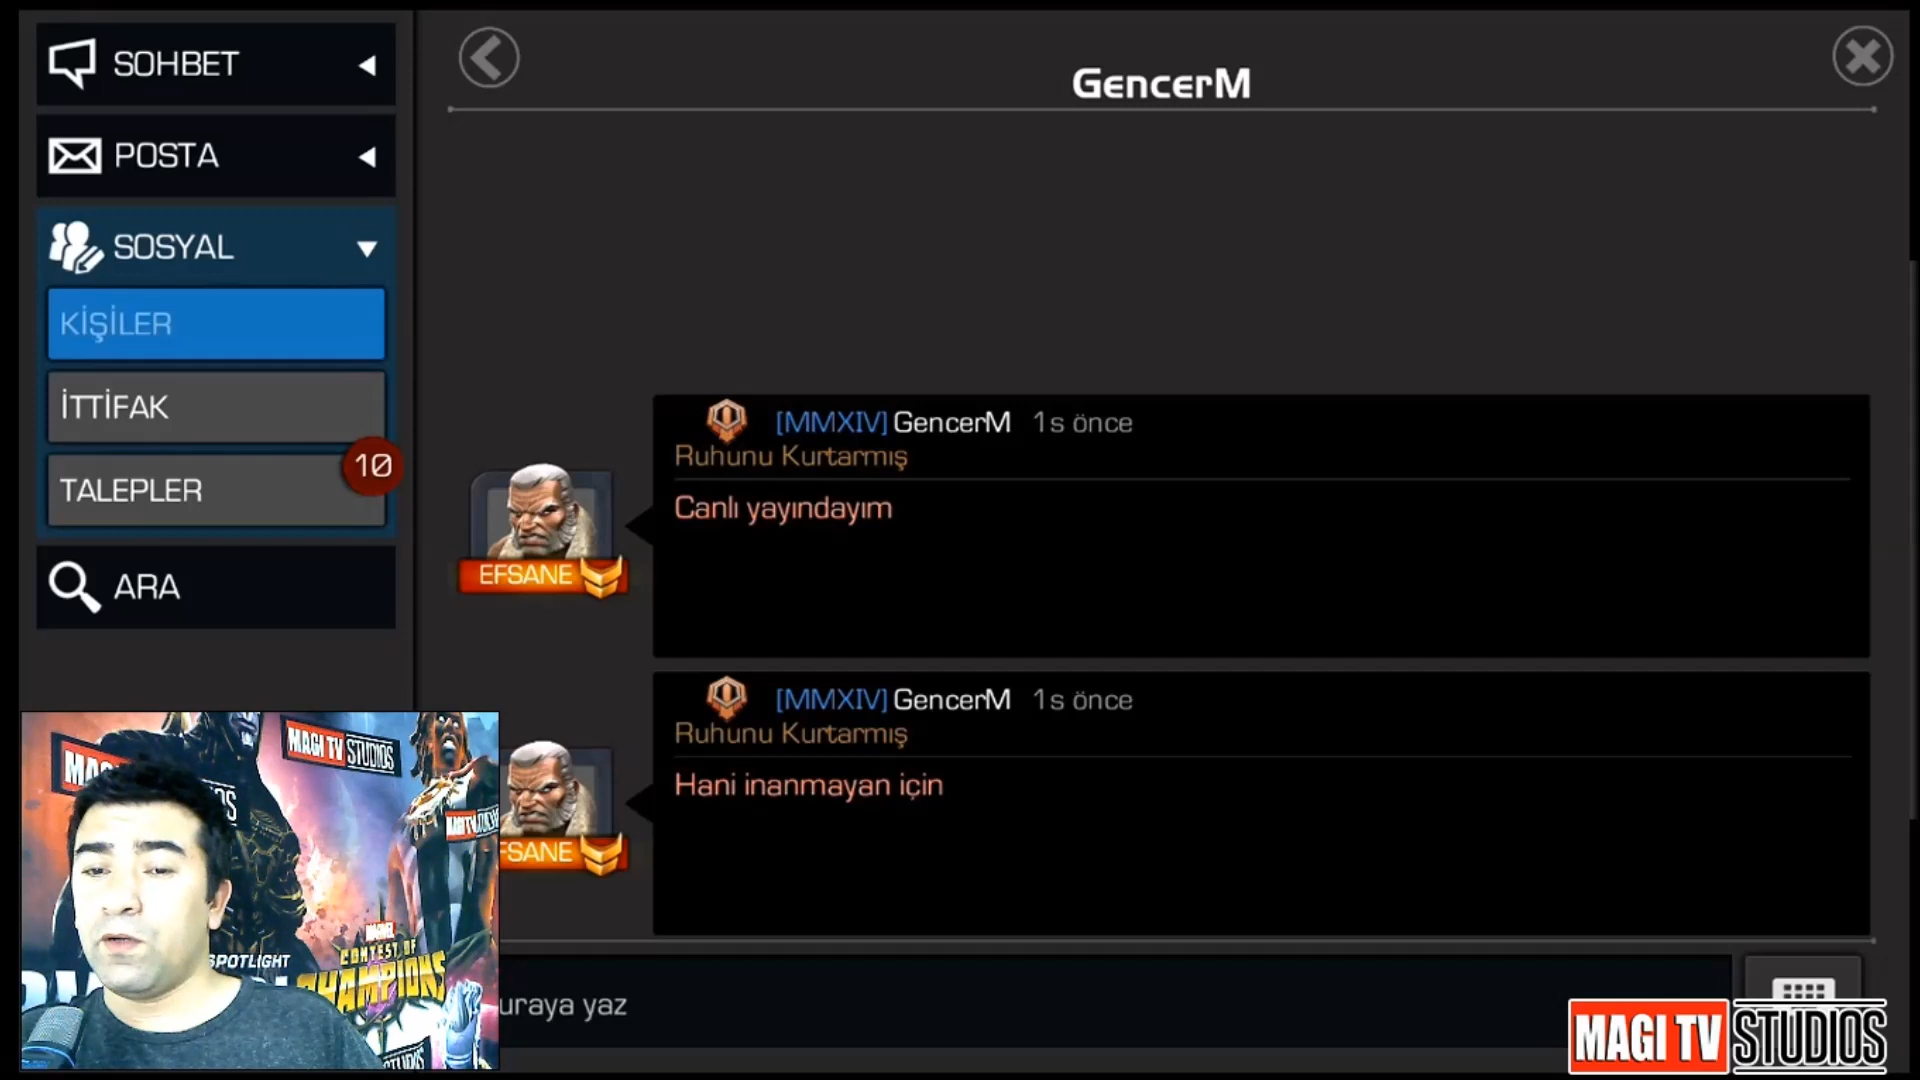 SOHBET
POSTA
SOSYAL
KİŞİLER
İTTİFAK
10
TALEPLER
ARA
GencerM
[MMXIV] GencerM 1s önce
Ruhunu Kurtarmış
Canlı yayındayım
EFSANE
[MMXIV] GencerM 1s önce
Ruhunu Kurtarmış
Hani inanmayan için
FSANE
uraya yaz
MAGI TV STUDIOS
MAGI TV STUDIOS
SPOTLIGHT
MARVEL
CONTEST OF
CHAMPIONS